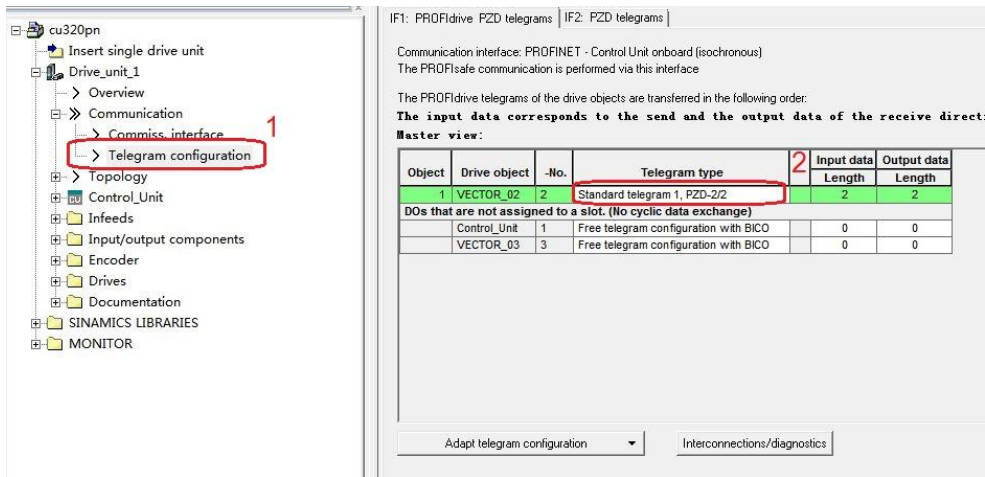 cu320pn
Insert single drive unit
Drive_unit_1
Overview
Communication
Commiss. interface
1
Telegram configuration
Topology
Control_Unit
Infeeds
Input/output components
Encoder
Drives
Documentation
SINAMICS LIBRARIES
MONITOR
IF1: PROFIdrive PZD telegrams IF2: PZD telegrams
Communication interface: PROFINET - Control Unit onboard (isochronous)
The PROFIsafe communication is performed via this interface
The PROFIdrive telegrams of the drive objects are transferred in the following order:
The input data corresponds to the send and the output data of the receive directi
Master view:
Object Drive object -No. Telegram type 2 Input data Output data
Length Length
1 VECTOR_02 2 Standard telegram 1, PZD-2/2 2 2
DOs that are not assigned to a slot. (No cyclic data exchange)
Control_Unit 1 Free telegram configuration with BICO 0 0
VECTOR_03 3 Free telegram configuration with BICO 0 0
Adapt telegram configuration Interconnections/diagnostics